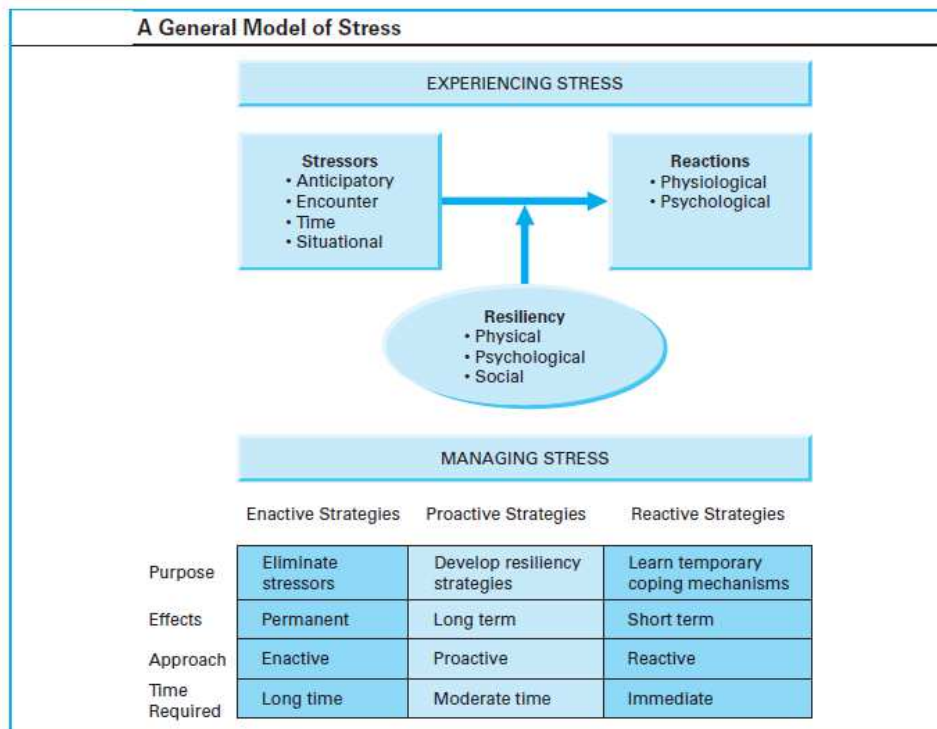 A General Model of Stress
EXPERIENCING STRESS
Stressors
• Anticipatory
• Encounter
• Time
• Situational
Reactions
• Physiological
• Psychological
Resiliency
• Physical
• Psychological
• Social
MANAGING STRESS
Enactive Strategies Proactive Strategies Reactive Strategies
Purpose
Eliminate
stressors
Develop resiliency
strategies
Learn temporary
coping mechanisms
Effects Permanent Long term Short term
Approach Enactive Proactive Reactive
Time
Required
Long time Moderate time Immediate